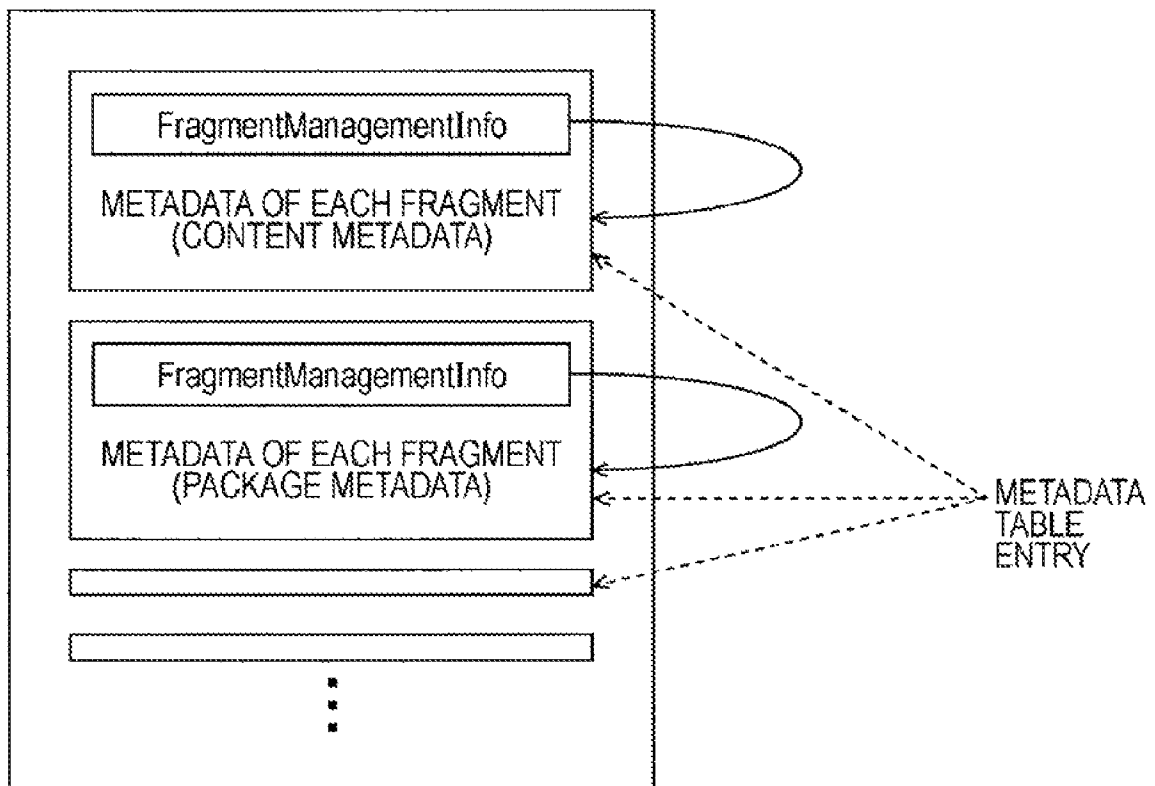 FragmentManagementInfo
METADATA OF EACH FRAGMENT
(CONTENT METADATA)
FragmentManagementInfo
METADATA OF EACH FRAGMENT
(PACKAGE METADATA)
METADATA
TABLE
ENTRY